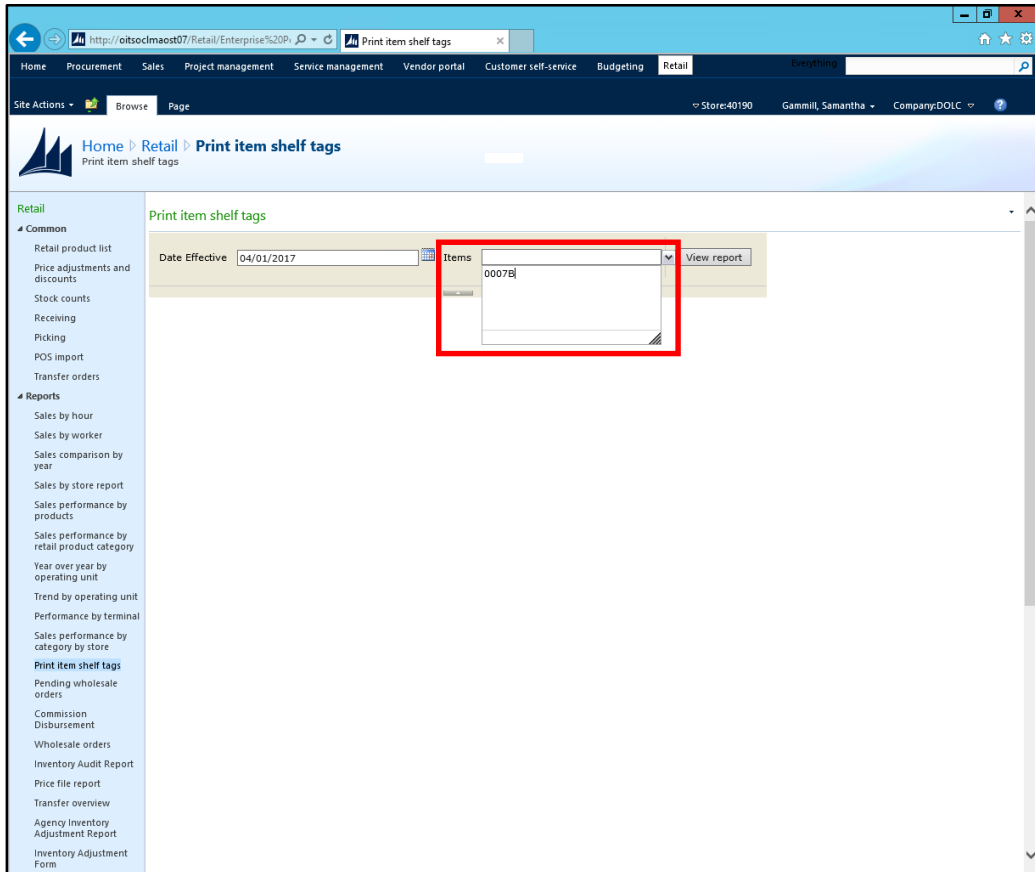 http://oitsoclmaost07/Retail/Enterprise%20P
Print item shelf tags
Home Procurement Sales Project management Service management Vendor portal Customer self-service Budgeting Retail Everything
Site Actions Browse Page Store:40190 Gammill, Samantha Company:DOLC
Home Retail Print item shelf tags
Print item shelf tags
Retail
Common
Retail product list
Price adjustments and
discounts
Stock counts
Receiving
Picking
POS import
Transfer orders
Reports
Sales by hour
Sales by worker
Sales comparison by
year
Sales by store report
Sales performance by
products
Sales performance by
retail product category
Year over year by
operating unit
Trend by operating unit
Performance by terminal
Sales performance by
category by store
Print item shelf tags
Pending wholesale
orders
Commission
Disbursement
Wholesale orders
Inventory Audit Report
Price file report
Transfer overview
Agency Inventory
Adjustment Report
Inventory Adjustment
Form
Print item shelf tags
Date Effective 04/01/2017 Items View report
0007B